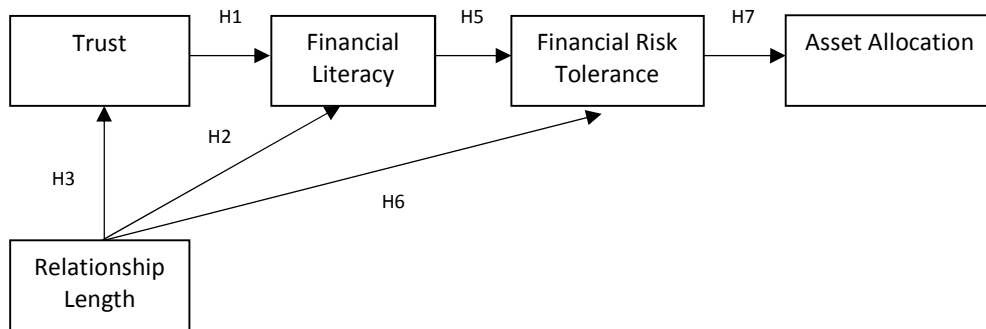 H1
H5
H7
Trust
Financial
Literacy
Financial Risk
Tolerance
Asset Allocation
H2
H3
H6
Relationship
Length